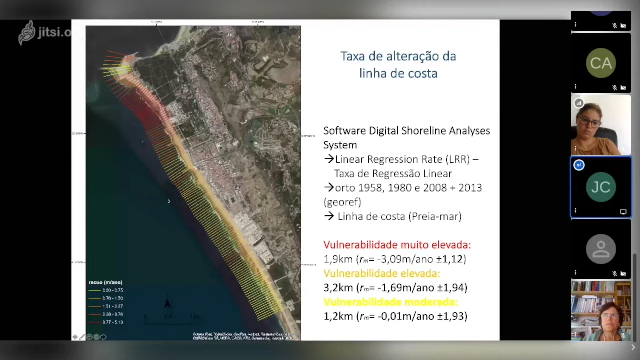 jitsi.o
Taxa de alteração da
linha de costa
Software Digital Shoreline Analyses
System
→Linear Regression Rate (LRR) –
Taxa de Regressão Linear
→orto 1958, 1980 e 2008 + 2013
(georef)
→ Linha de costa (Preia-mar)
Vulnerabilidade muito elevada:
1,9km (rₘ= -3,09m/ano ±1,12)
Vulnerabilidade elevada:
3,2km (rₘ= -1,69m/ano ±1,94)
Vulnerabilidade moderada:
1,2km (rₘ= -0,01m/ano ±1,93)
CA
JC